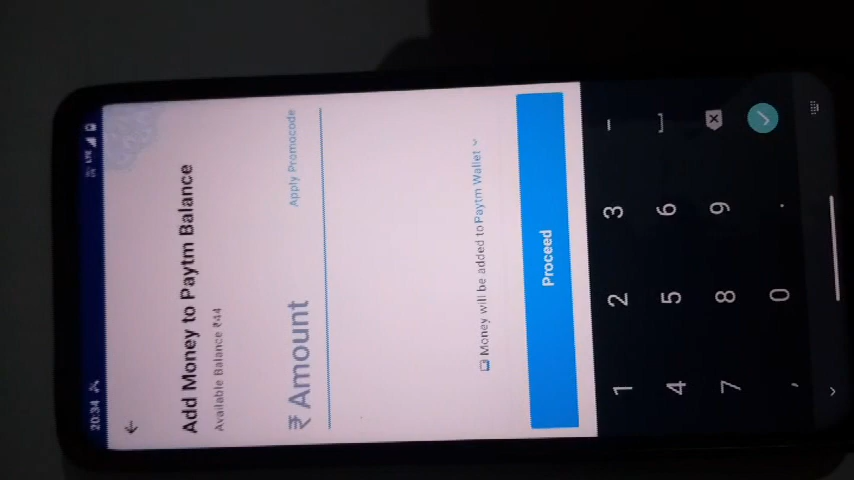 20:34
LTE
Add Money to Paytm Balance
Available Balance ₹44
₹ Amount
Apply Promocode
Money will be added to Paytm Wallet
Proceed
1 2 3 –
4 5 6
7 8 9
, 0 .